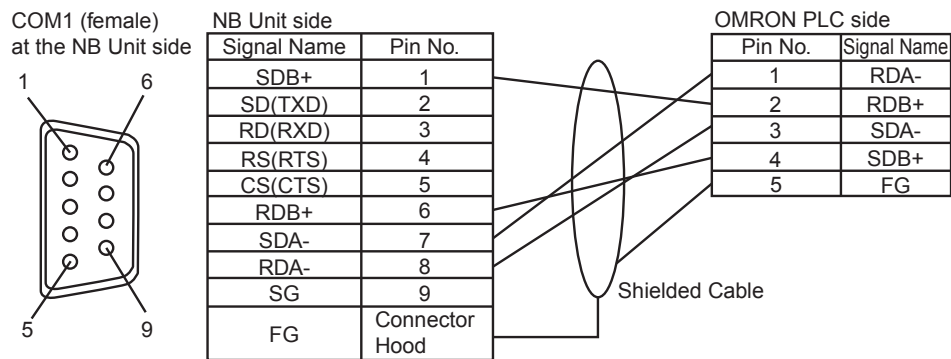 COM1 (female)
at the NB Unit side
1
6
5
9
NB Unit side
Signal Name Pin No.
SDB+ 1
SD(TXD) 2
RD(RXD) 3
RS(RTS) 4
CS(CTS) 5
RDB+ 6
SDA- 7
RDA- 8
SG 9
FG Connector
Hood
Shielded Cable
OMRON PLC side
Pin No. Signal Name
1 RDA-
2 RDB+
3 SDA-
4 SDB+
5 FG